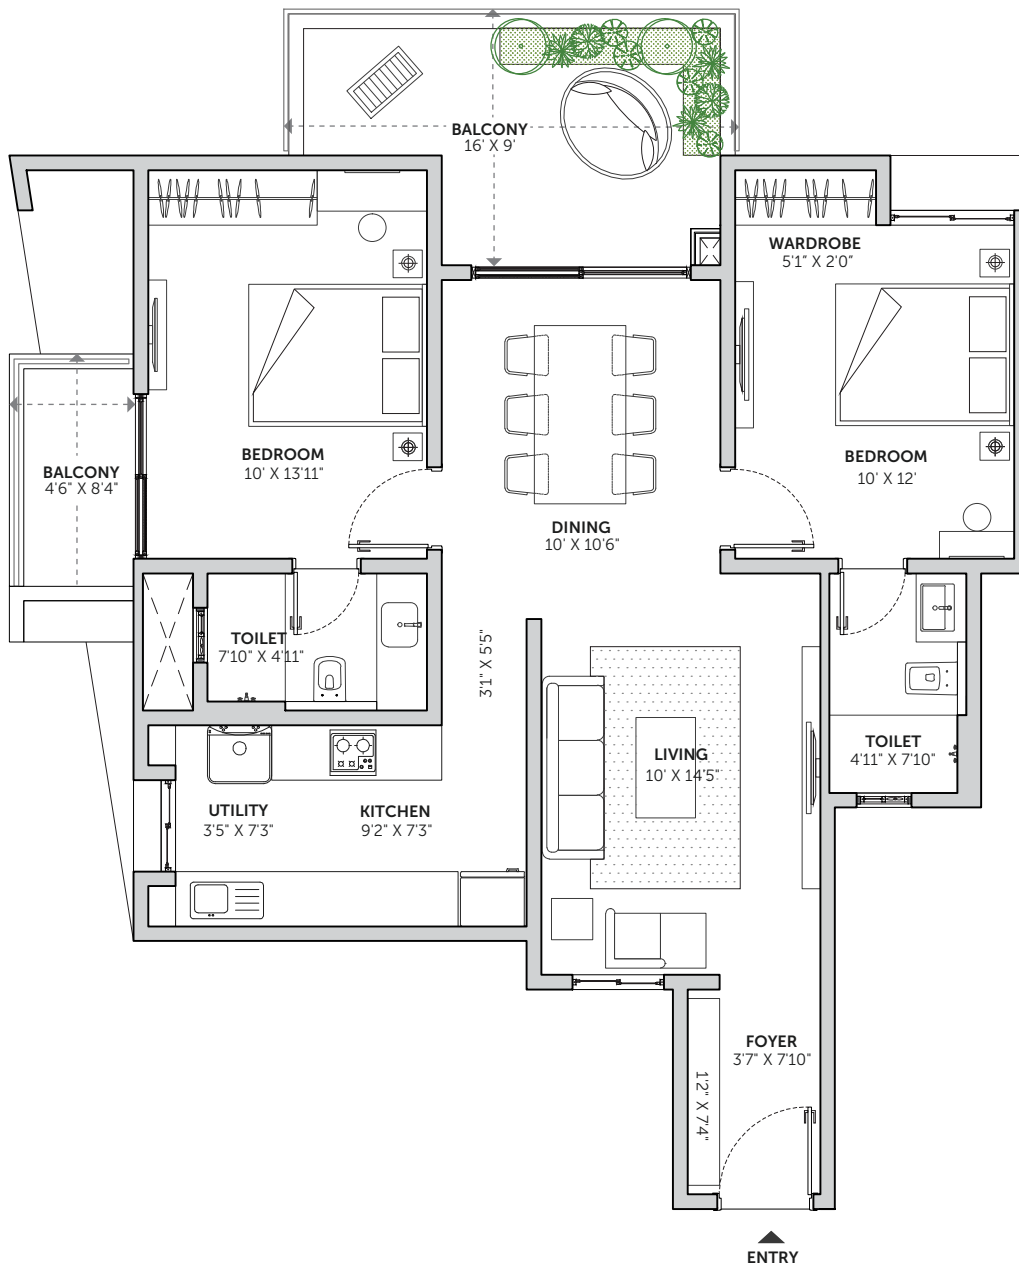 BALCONY
16' X 9'
WARDROBE
5'1" X 2'0"
BEDROOM
10' X 13'11"
BEDROOM
10' X 12'
BALCONY
4'6" X 8'4"
DINING
10' X 10'6"
TOILET
7'10" X 4'11"
3'1" X 5'5"
LIVING
10' X 14'5"
TOILET
4'11" X 7'10"
UTILITY
3'5" X 7'3"
KITCHEN
9'2" X 7'3"
FOYER
3'7" X 7'10"
1'2" X 7'4"
ENTRY